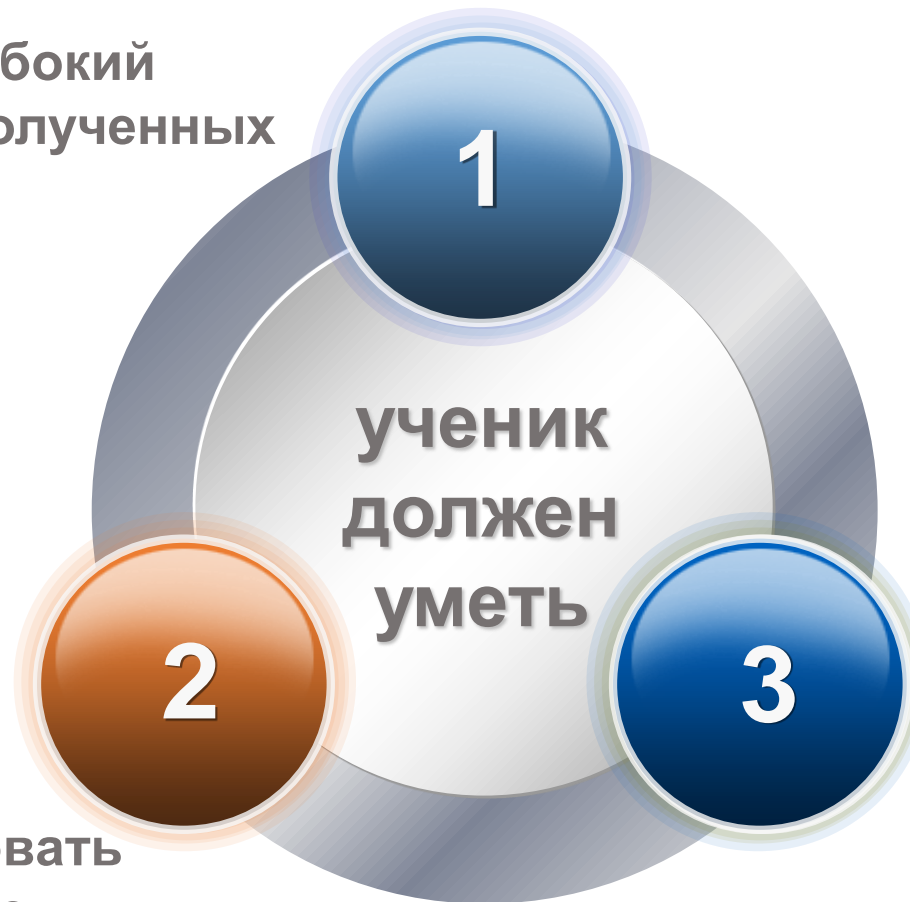 бокий
олученных
1
ученик
должен
уметь
2
3
вать